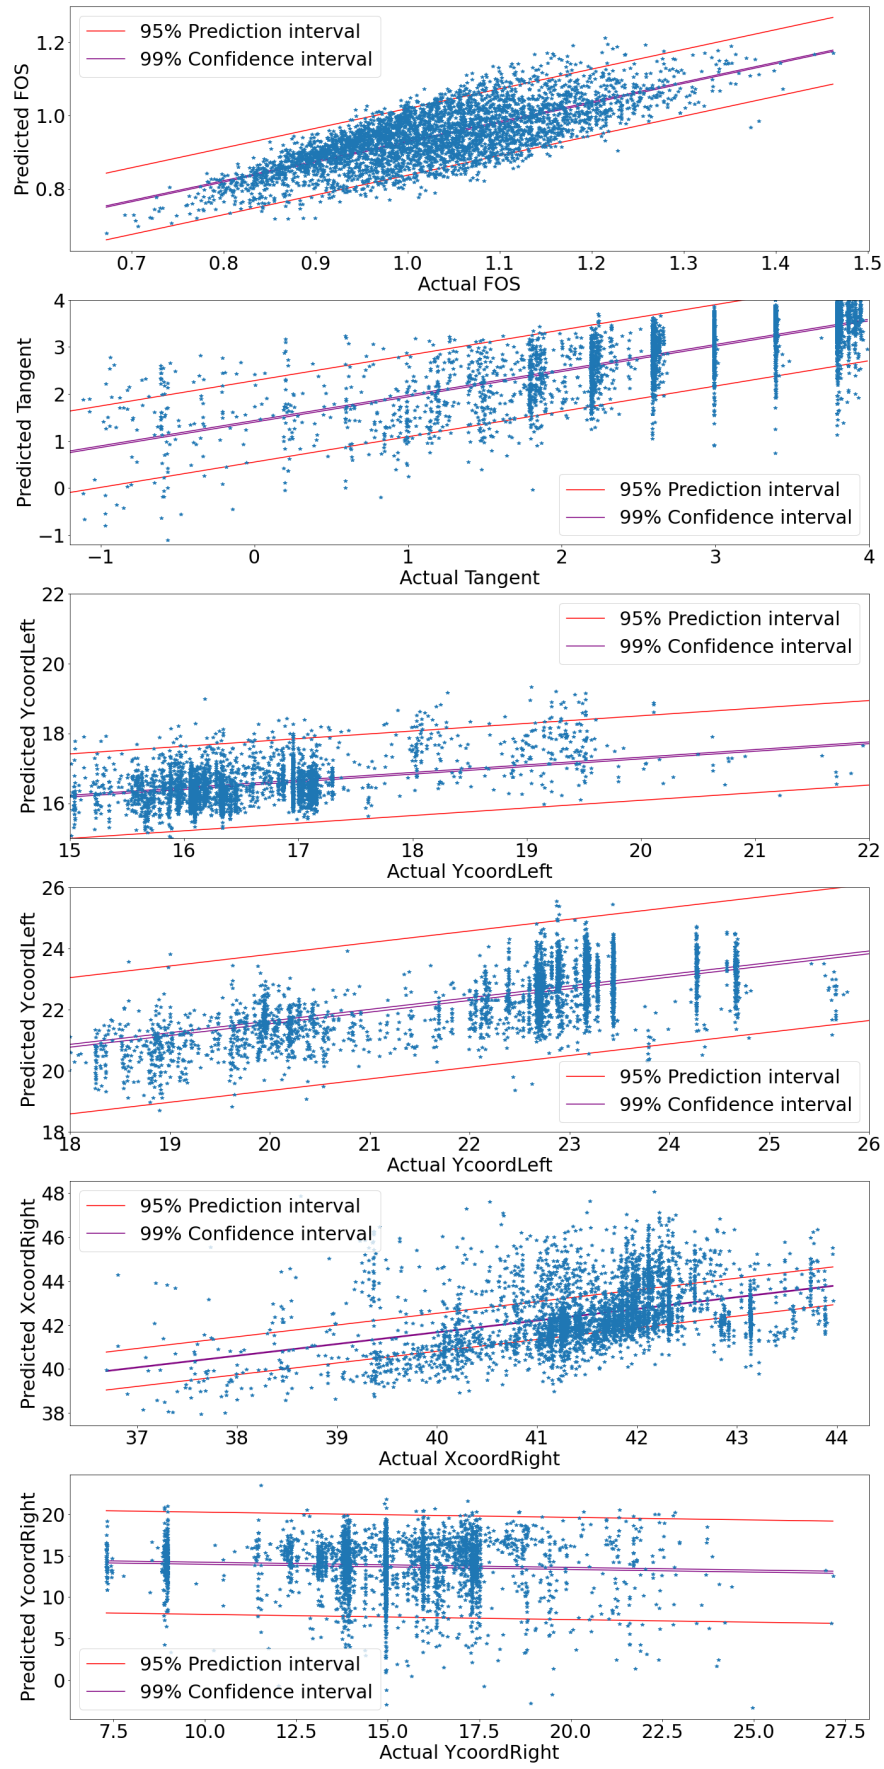 95% Prediction interval
99% Confidence interval
Predicted FOS
1.2
1.0
0.8
0.7 0.8 0.9 1.0 1.1 1.2 1.3 1.4 1.5
Actual FOS
Predicted Tangent
4
3
2
1
0
−1
95% Prediction interval
99% Confidence interval
−1 0 1 2 3 4
Actual Tangent
Predicted YcoordLeft
22
20
18
16
95% Prediction interval
99% Confidence interval
15 16 17 18 19 20 21 22
Actual YcoordLeft
Predicted YcoordLeft
26
24
22
20
18
95% Prediction interval
99% Confidence interval
18 19 20 21 22 23 24 25 26
Actual YcoordLeft
Predicted XcoordRight
48
46
44
42
40
38
95% Prediction interval
99% Confidence interval
37 38 39 40 41 42 43 44
Actual XcoordRight
Predicted YcoordRight
20
15
10
5
0
95% Prediction interval
99% Confidence interval
7.5 10.0 12.5 15.0 17.5 20.0 22.5 25.0 27.5
Actual YcoordRight